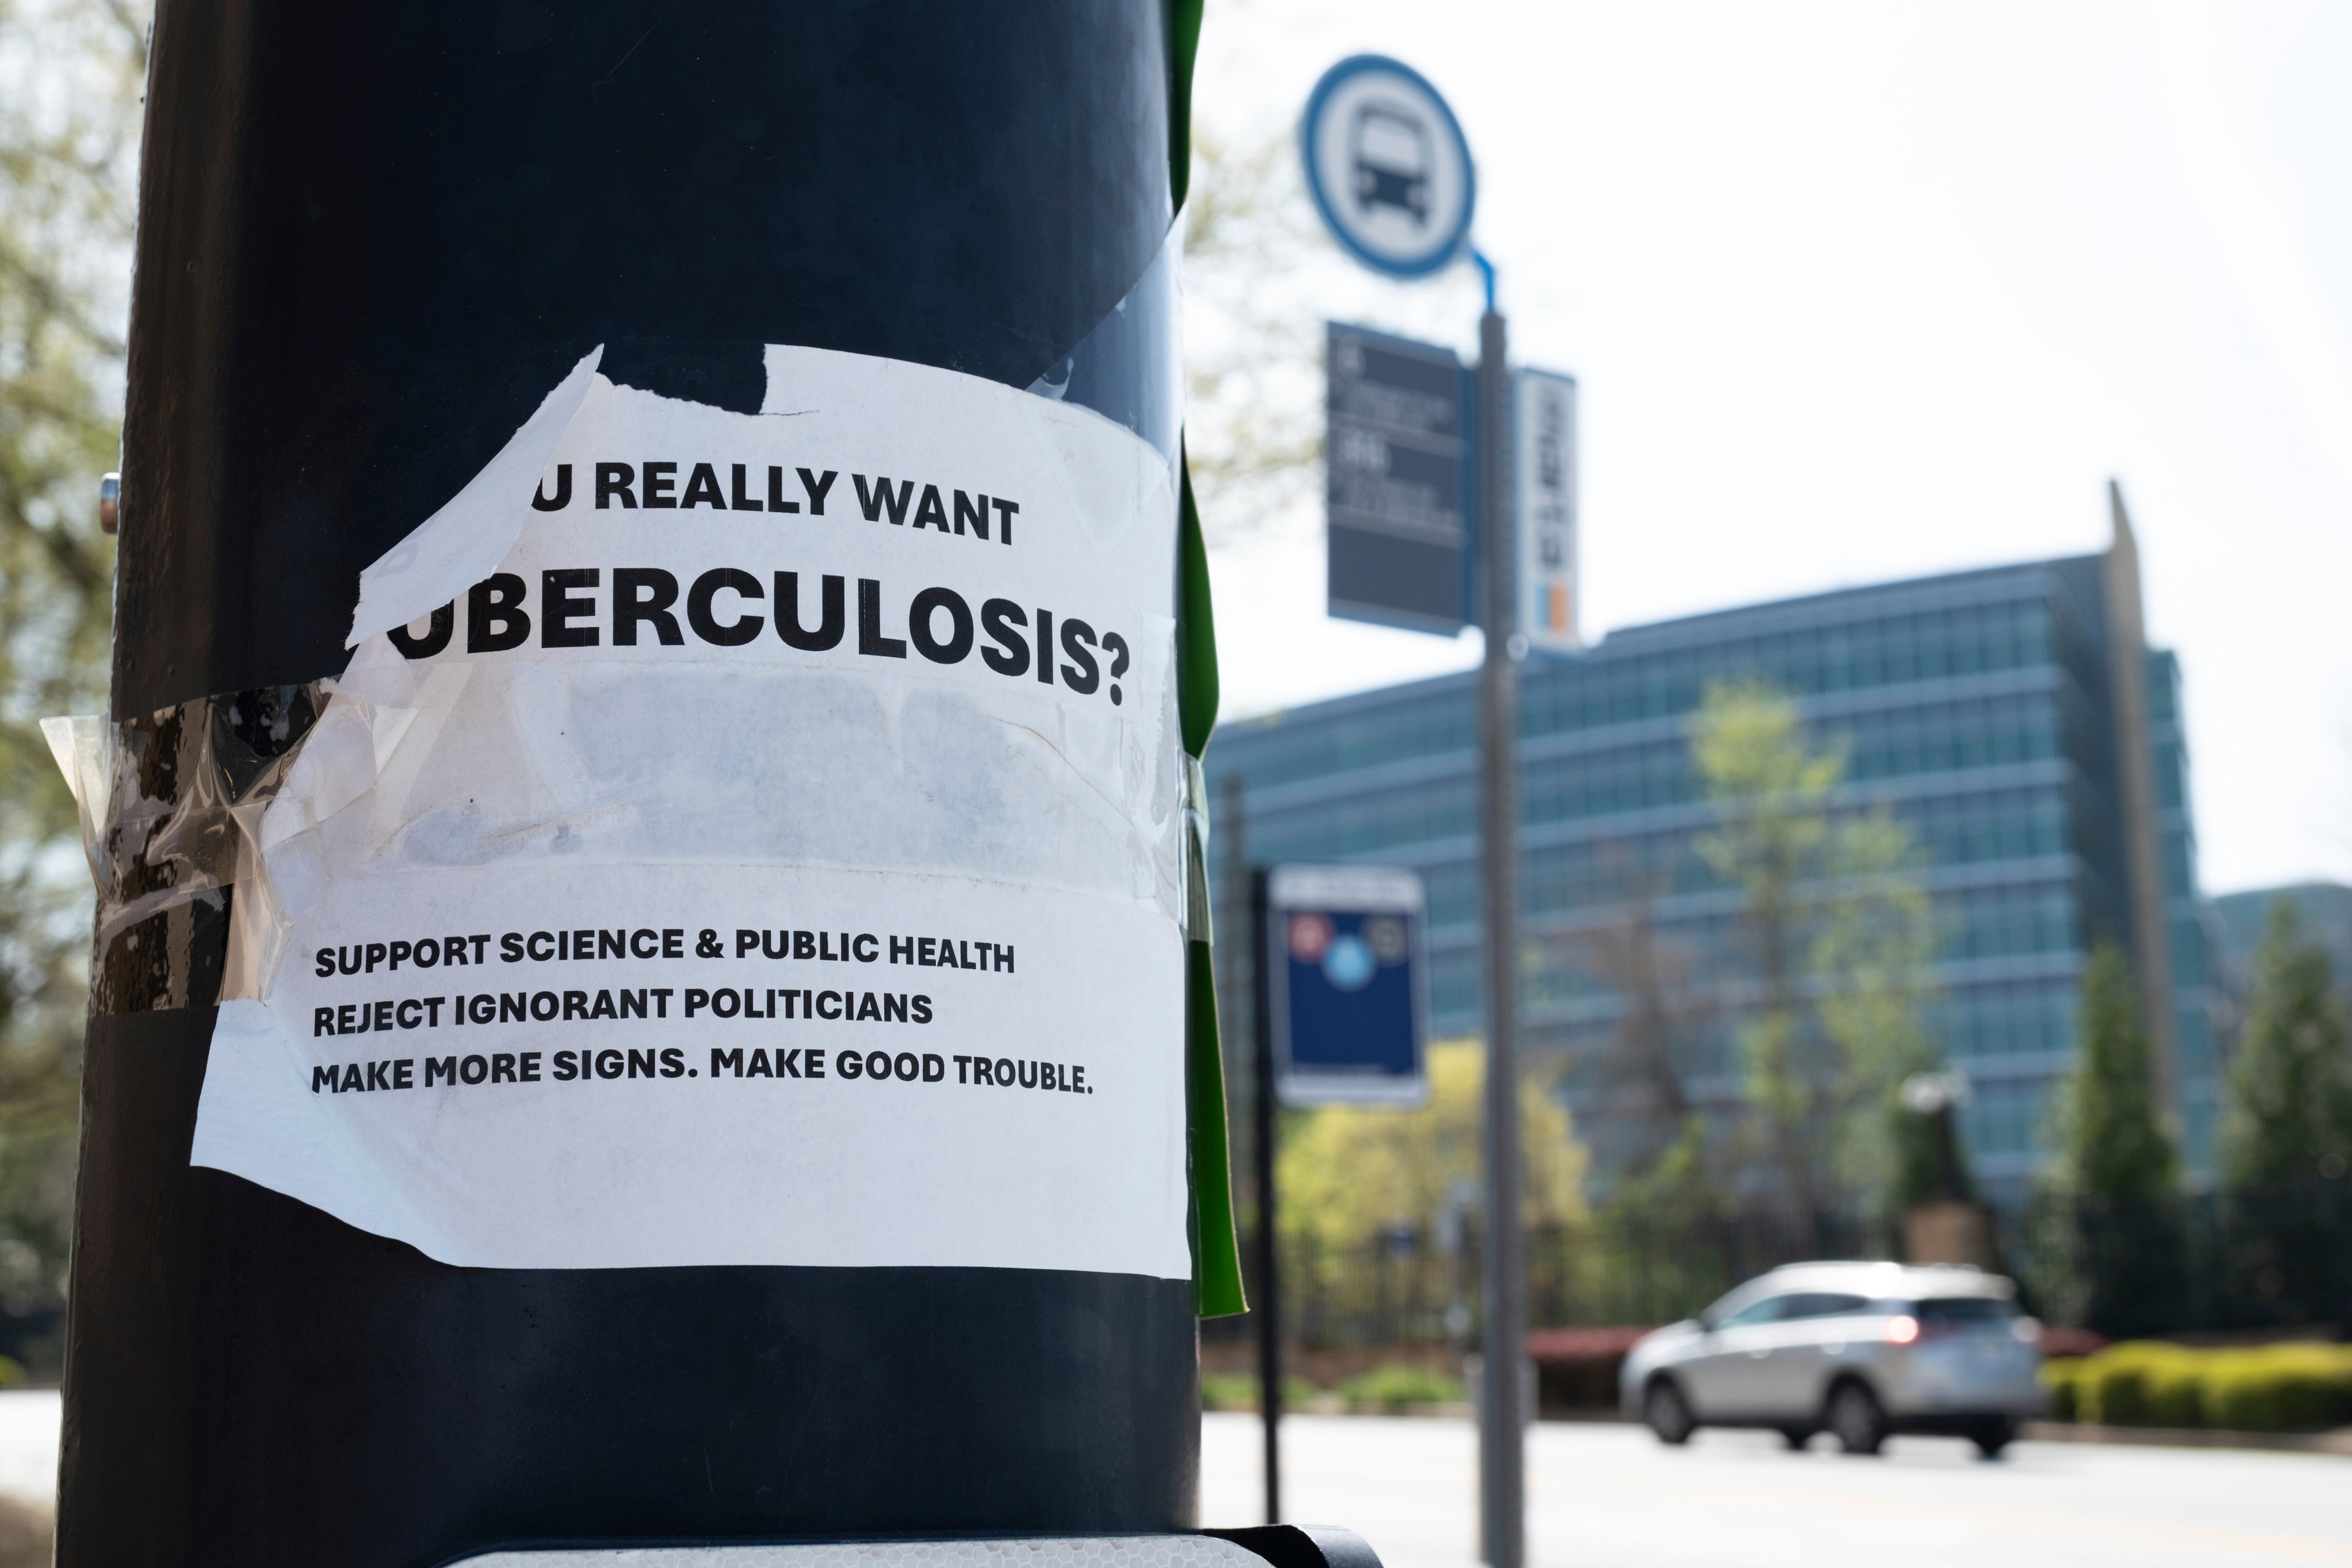 U REALLY WANT
UBERCULOSIS?
SUPPORT SCIENCE & PUBLIC HEALTH
REJECT IGNORANT POLITICIANS
MAKE MORE SIGNS. MAKE GOOD TROUBLE.